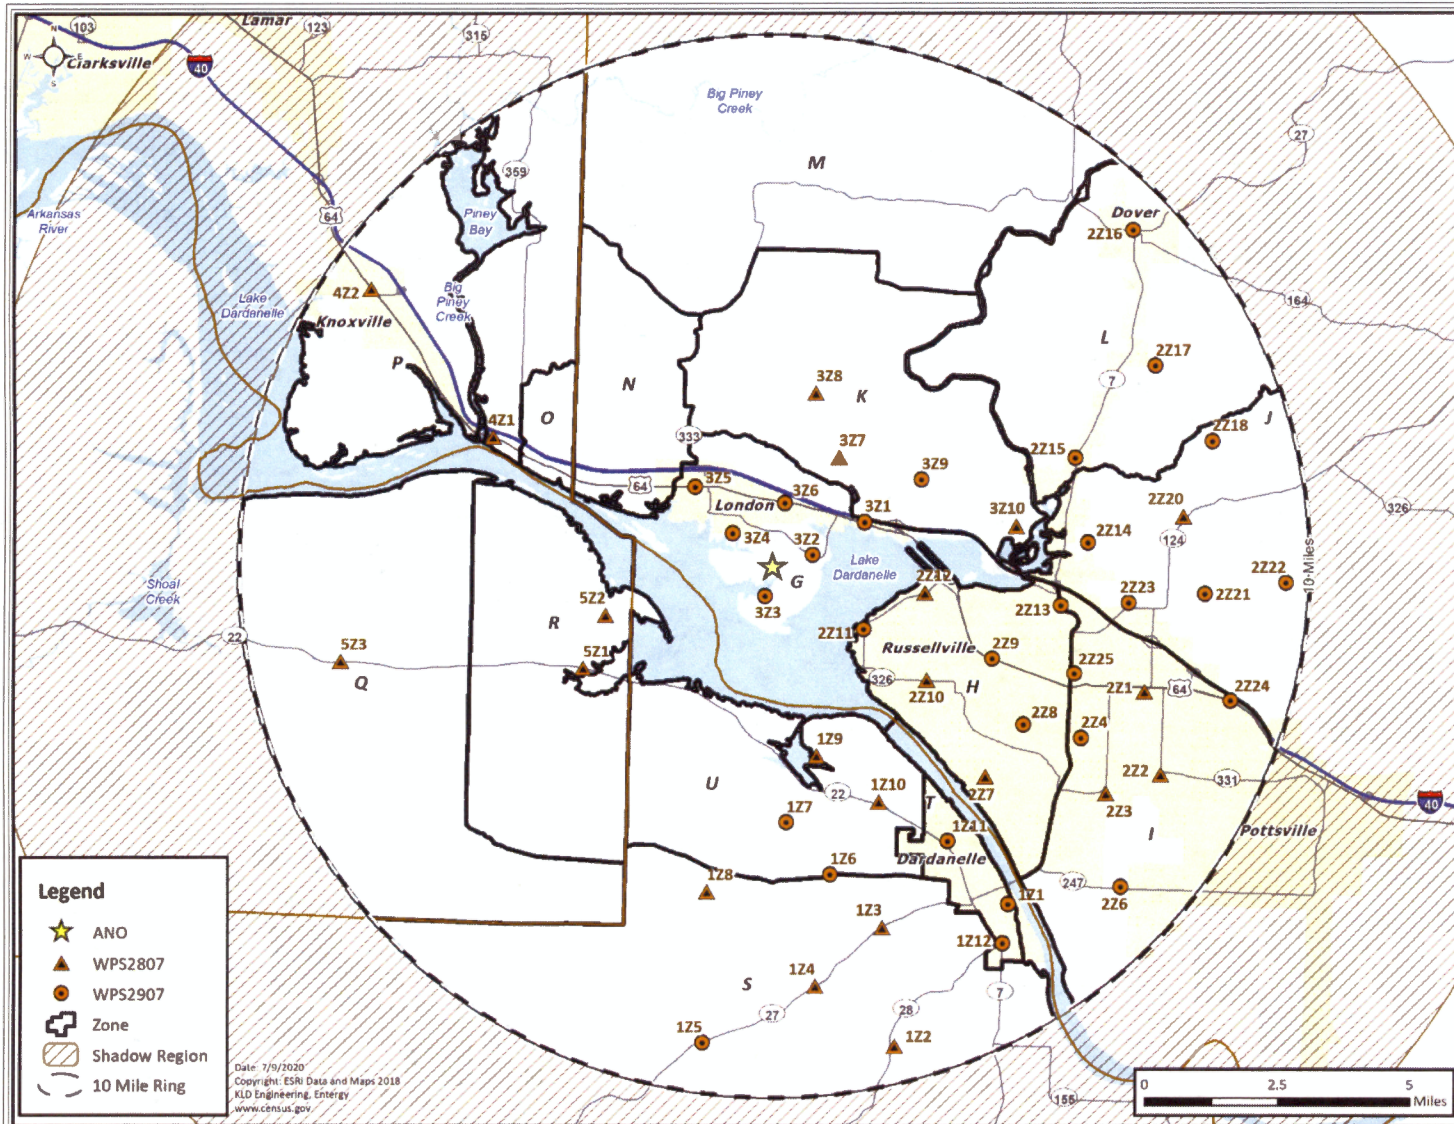 Lamar
103
123
315
N
W
E
S
Clarksville
40
Big Piney
Creek
27
M
359
64
Arkansas
River
Piney
Bay
Dover
2Z16
4Z2
Lake
Dardanelle
Big
Piney
Creek
164
Knoxville
P
L
2Z17
7
N
3Z8
K
O
J
4Z1
333
2Z18
3Z7
2Z15
3Z9
64
3Z5
3Z6
London
3Z1
3Z10
2Z20
326
3Z4
3Z2
2Z14
124
10-Miles
Lake
Dardanelle
G
Shoal
Creek
2Z12
2Z22
3Z3
2Z23
2Z21
5Z2
2Z13
R
2Z11
22
5Z3
5Z1
Russellville
2Z9
Q
326
H
2Z25
2Z10
2Z1
64
2Z24
2Z8
2Z4
1Z9
2Z2
331
U
22
1Z10
T
2Z7
2Z3
40
1Z7
1Z11
I
Pottsville
Dardanelle
1Z6
1Z8
247
2Z6
1Z1
1Z3
1Z12
S
1Z4
7
27
28
1Z5
1Z2
155
Legend
ANO
WPS2807
WPS2907
Zone
Shadow Region
10 Mile Ring
Date: 7/9/2020
Copyright: ESRI Data and Maps 2018
KLD Engineering, Entergy
www.census.gov
0 2.5 5
Miles